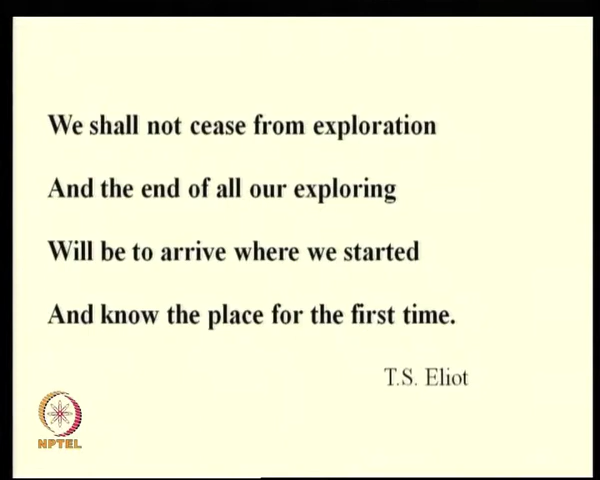 We shall not cease from exploration
And the end of all our exploring
Will be to arrive where we started
And know the place for the first time.
T.S. Eliot
NPTEL